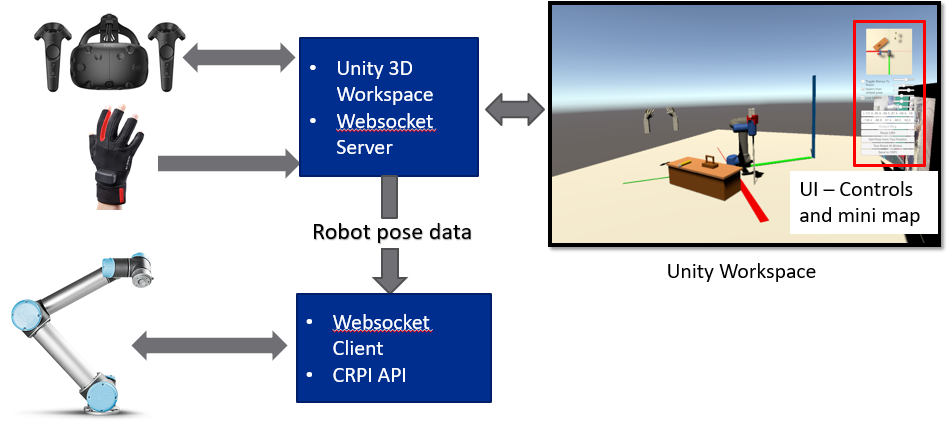 • Unity 3D
Workspace
• Websocket
Server
Robot pose data
• Websocket
Client
• CRPI API
UI – Controls
and mini map
Unity Workspace